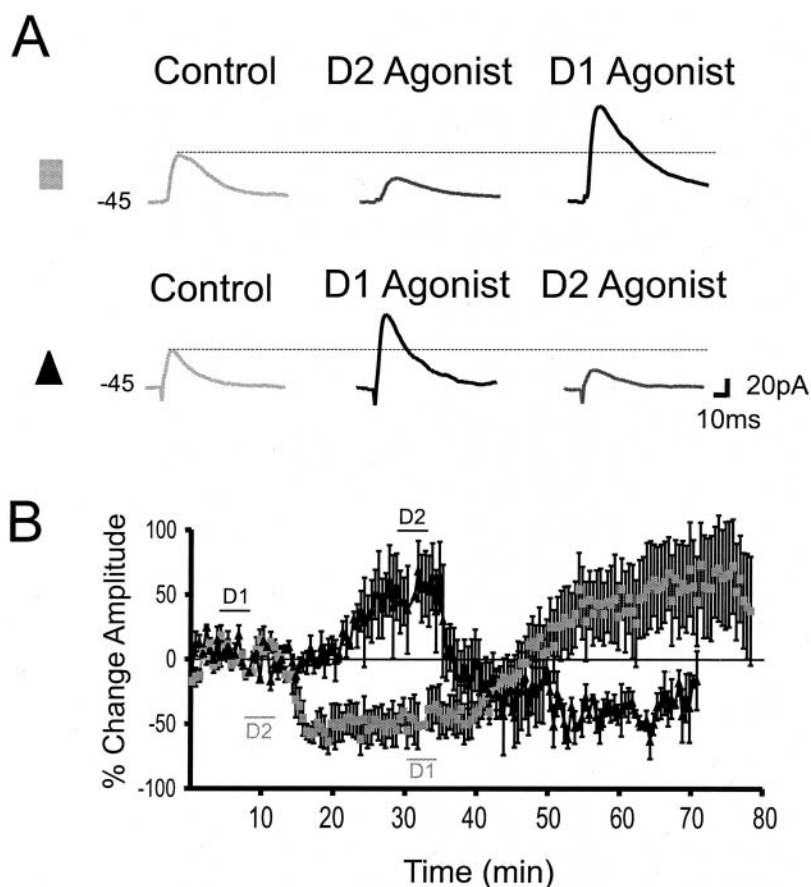 A
Control D2 Agonist D1 Agonist
-45
Control D1 Agonist D2 Agonist
-45
20pA
10ms
B
% Change Amplitude
100
50
0
-50
-100
D1
D2
D2
D1
10 20 30 40 50 60 70 80
Time (min)